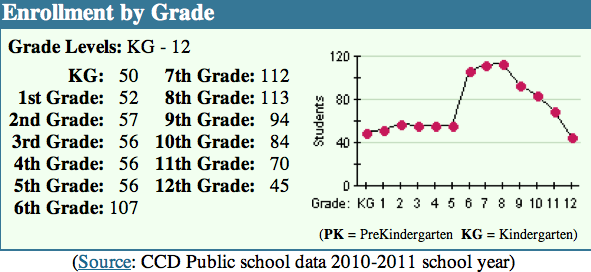 Enrollment by Grade
Grade Levels: KG - 12
KG: 50 7th Grade: 112
1st Grade: 52 8th Grade: 113
2nd Grade: 57 9th Grade: 94
3rd Grade: 56 10th Grade: 84
4th Grade: 56 11th Grade: 70
5th Grade: 56 12th Grade: 45
6th Grade: 107
120
80
40
0
Students
Grade: KG 1 2 3 4 5 6 7 8 9 10 11 12
(PK = PreKindergarten KG = Kindergarten)
(Source: CCD Public school data 2010-2011 school year)